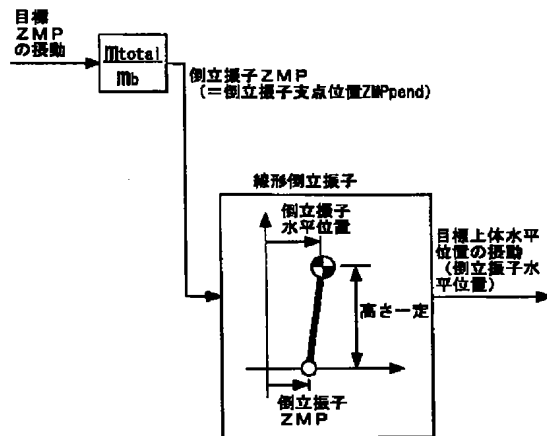 目標
ZMP
の摂動
mtotal
mb
倒立振子ZMP
(=倒立振子支点位置ZMPpend)
線形倒立振子
倒立振子
水平位置
高さ一定
倒立振子
ZMP
目標上体水平
位置の摂動
(倒立振子水
平位置)